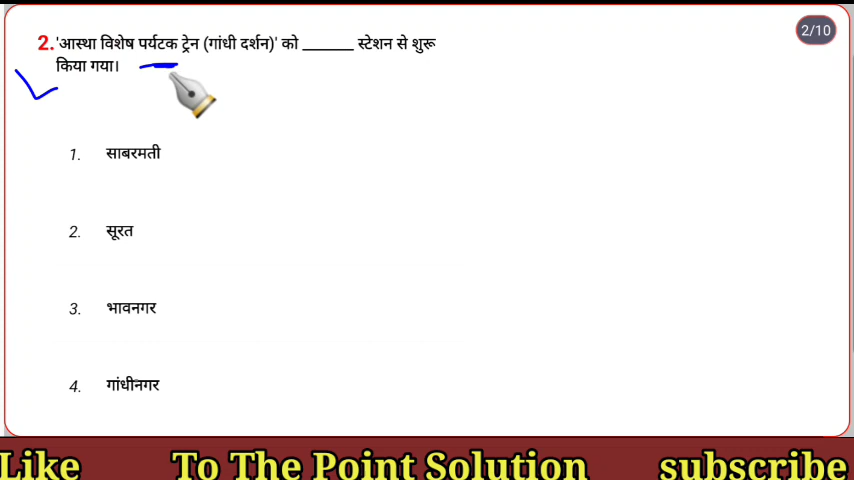 2. 'आस्था विशेष पर्यटक ट्रेन (गांधी दर्शन)' को ______ स्टेशन से शुरू
किया गया।
2/10
1. साबरमती
2. सूरत
3. भावनगर
4. गांधीनगर
Like To The Point Solution subscribe